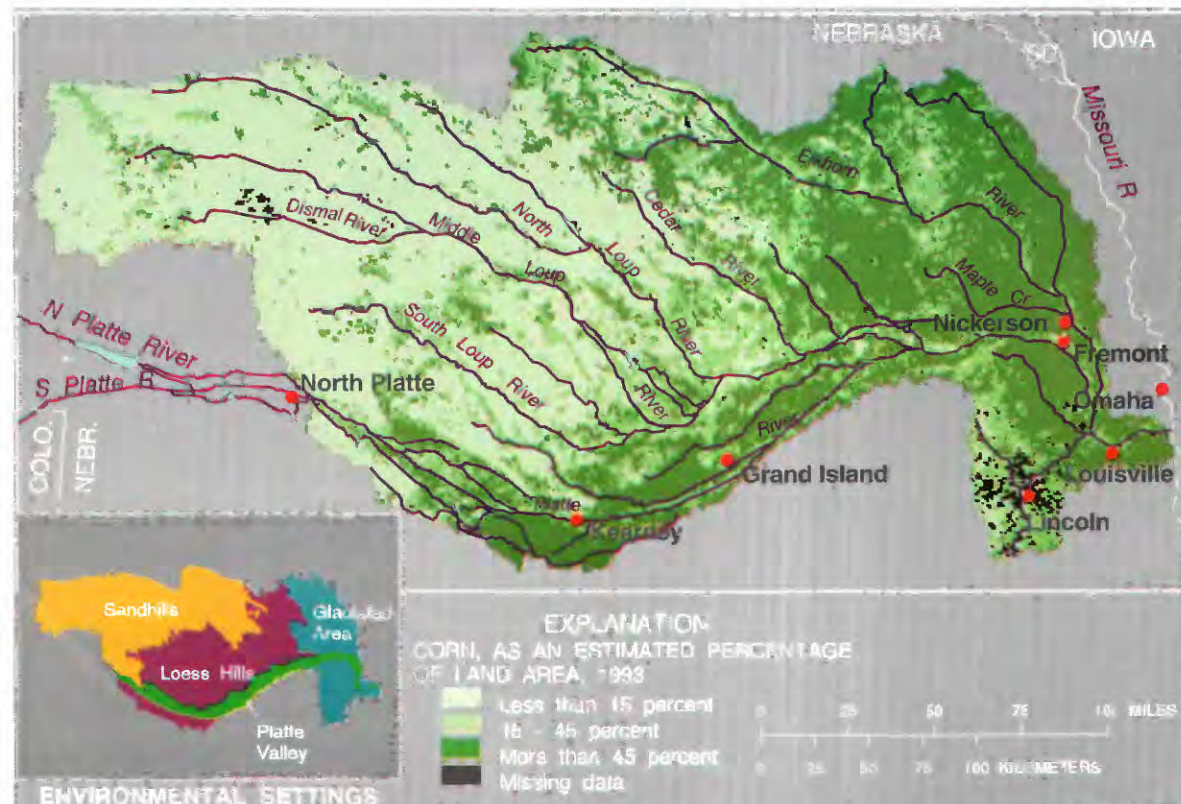 NEBRASKA
IOWA
SD
Missouri R
Elkhorn
River
Cedar
River
North
Loup
River
Middle
Loup
River
Dismal River
South
Loup
River
Maple Cr
Nickerson
Fremont
Omaha
Louisville
Lincoln
N Platte River
S Platte R
North Platte
COLO.
NEBR.
Platte
River
Grand Island
Kearney
Sandhills
Glaciated
Area
Loess Hills
Platte
Valley
ENVIRONMENTAL SETTINGS
EXPLANATION
CORN, AS AN ESTIMATED PERCENTAGE
OF LAND AREA, 1993
Less than 15 percent
15 - 45 percent
More than 45 percent
Missing data
0 25 50 75 100 MILES
0 25 50 75 100 KILOMETERS